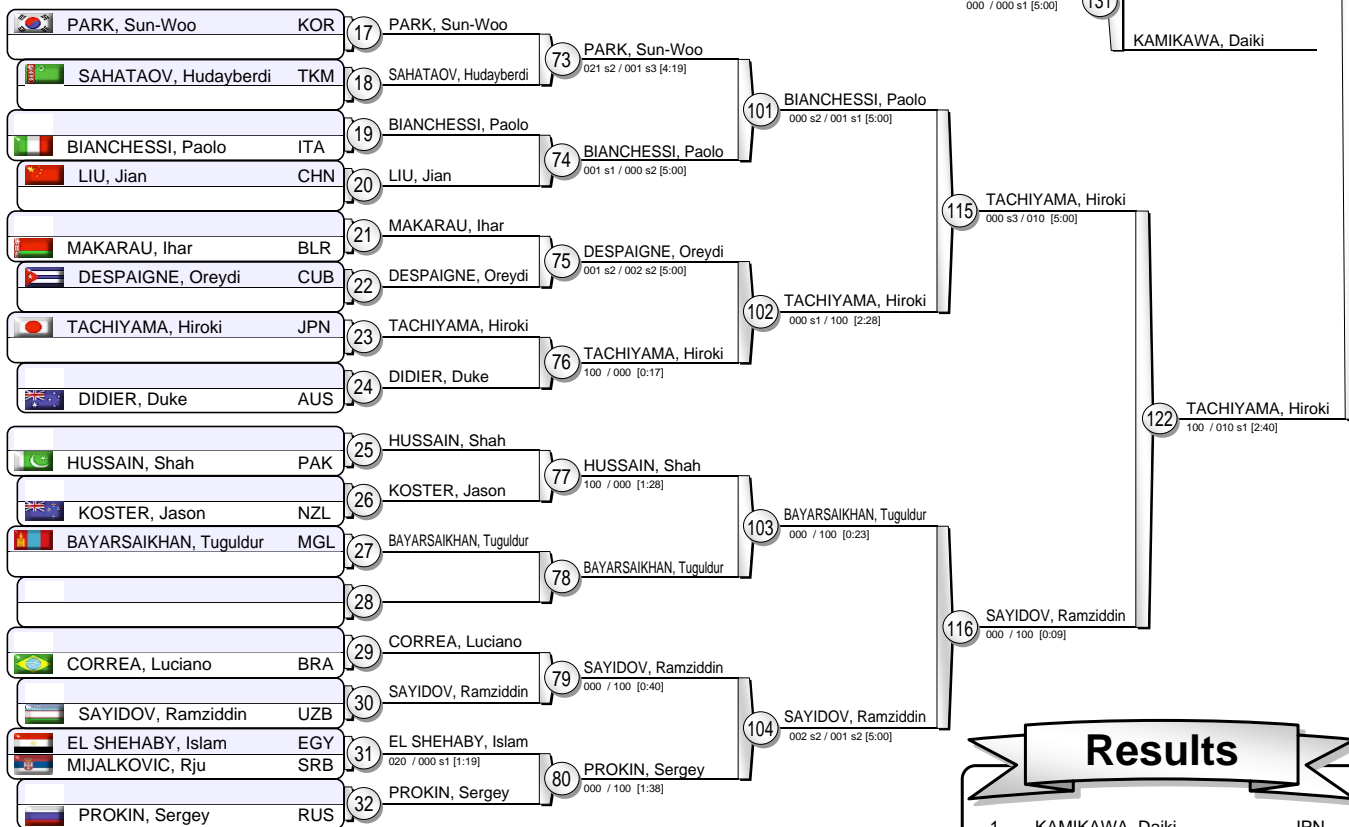 000 / 000 s1 [5:00]
131
KAMIKAWA, Daiki
PARK, Sun-Woo KOR
17
PARK, Sun-Woo
SAHATAOV, Hudayberdi TKM
18
SAHATAOV, Hudayberdi
73
PARK, Sun-Woo
021 s2 / 001 s3 [4:19]
BIANCHESSI, Paolo ITA
19
BIANCHESSI, Paolo
LIU, Jian CHN
20
LIU, Jian
74
BIANCHESSI, Paolo
001 s1 / 000 s2 [5:00]
101
BIANCHESSI, Paolo
000 s2 / 001 s1 [5:00]
MAKARAU, Ihar BLR
21
MAKARAU, Ihar
DESPAIGNE, Oreydi CUB
22
DESPAIGNE, Oreydi
75
DESPAIGNE, Oreydi
001 s2 / 002 s2 [5:00]
TACHIYAMA, Hiroki JPN
23
TACHIYAMA, Hiroki
DIDIER, Duke AUS
24
DIDIER, Duke
76
TACHIYAMA, Hiroki
100 / 000 [0:17]
102
TACHIYAMA, Hiroki
000 s1 / 100 [2:28]
115
TACHIYAMA, Hiroki
000 s3 / 010 [5:00]
HUSSAIN, Shah PAK
25
HUSSAIN, Shah
KOSTER, Jason NZL
26
KOSTER, Jason
77
HUSSAIN, Shah
100 / 000 [1:28]
BAYARSAIKHAN, Tuguldur MGL
27
BAYARSAIKHAN, Tuguldur
28
78
BAYARSAIKHAN, Tuguldur
103
BAYARSAIKHAN, Tuguldur
000 / 100 [0:23]
CORREA, Luciano BRA
29
CORREA, Luciano
SAYIDOV, Ramziddin UZB
30
SAYIDOV, Ramziddin
79
SAYIDOV, Ramziddin
000 / 100 [0:40]
EL SHEHABY, Islam EGY
MIJALKOVIC, Rju SRB
31
EL SHEHABY, Islam
020 / 000 s1 [1:19]
PROKIN, Sergey RUS
32
PROKIN, Sergey
80
PROKIN, Sergey
000 / 100 [1:38]
104
SAYIDOV, Ramziddin
002 s2 / 001 s2 [5:00]
116
SAYIDOV, Ramziddin
000 / 100 [0:09]
122
TACHIYAMA, Hiroki
100 / 010 s1 [2:40]
Results
1 KAMIKAWA, Daiki JPN